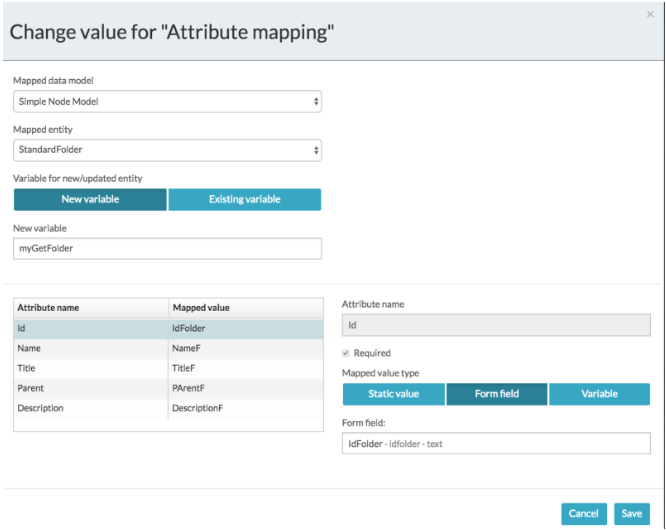 ×
Change value for "Attribute mapping"
Mapped data model
Simple Node Model
Mapped entity
StandardFolder
Variable for new/updated entity
New variable Existing variable
New variable
myGetFolder
Attribute name Mapped value
Id IdFolder
Name NameF
Title TitleF
Parent PArentF
Description DescriptionF
Attribute name
Id
Required
Mapped value type
Static value Form field Variable
Form field:
IdFolder - idfolder - text
Cancel Save